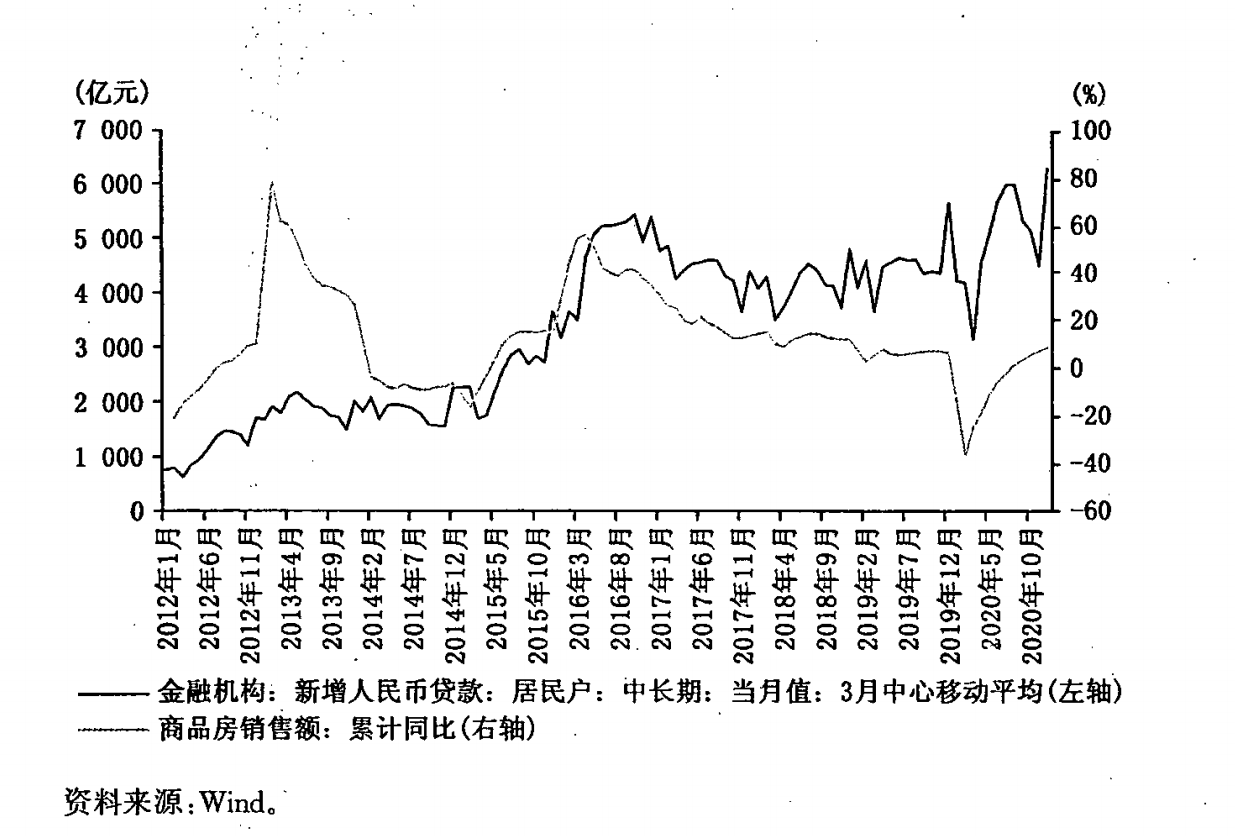 (亿元)
(%)
7 000
6 000
5 000
4 000
3 000
2 000
1 000
0
100
80
60
40
20
0
-20
-40
-60
2012年1月
2012年6月
2012年11月
2013年4月
2013年9月
2014年2月
2014年7月
2014年12月
2015年5月
2015年10月
2016年3月
2016年8月
2017年1月
2017年6月
2017年11月
2018年4月
2018年9月
2019年2月
2019年7月
2019年12月
2020年5月
2020年10月
金融机构：新增人民币贷款：居民户：中长期：当月值：3月中心移动平均(左轴)
商品房销售额：累计同比(右轴)
资料来源：Wind。